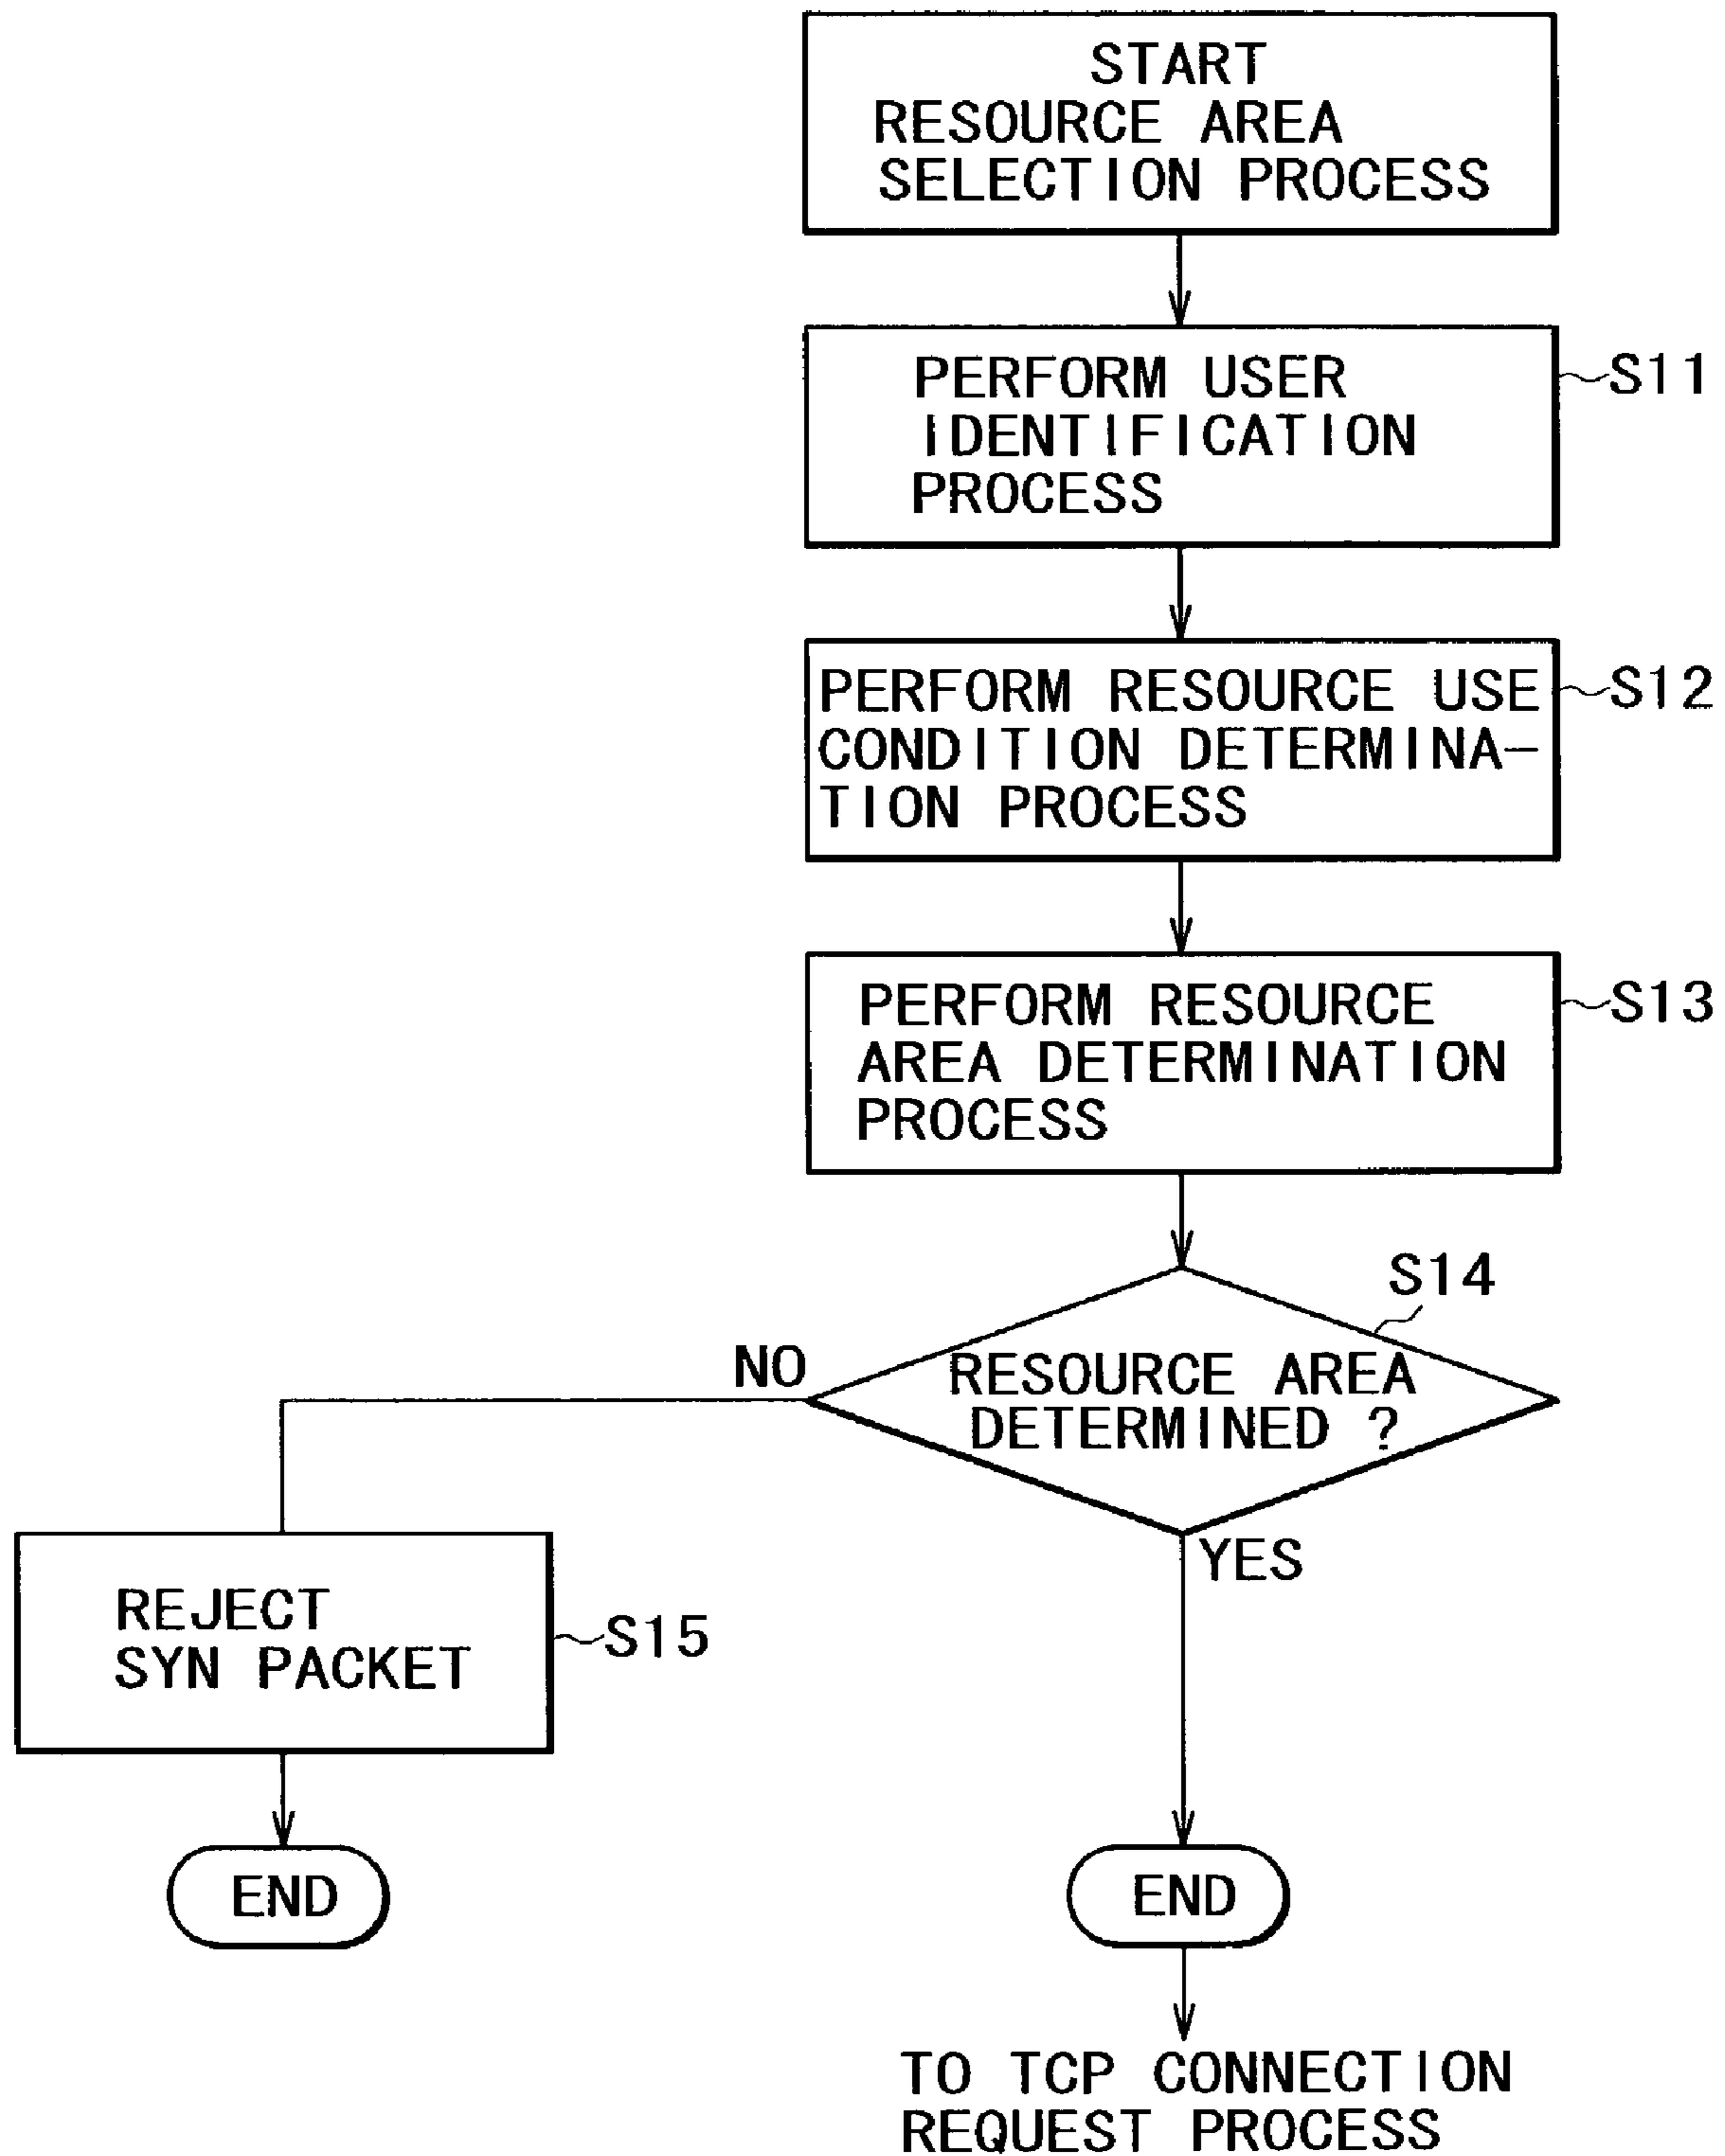 START
RESOURCE AREA
SELECTION PROCESS
PERFORM USER
IDENTIFICATION
PROCESS
S11
PERFORM RESOURCE USE
CONDITION DETERMINA-
TION PROCESS
S12
PERFORM RESOURCE
AREA DETERMINATION
PROCESS
S13
S14
RESOURCE AREA
DETERMINED ?
NO
YES
REJECT
SYN PACKET
S15
END
END
TO TCP CONNECTION
REQUEST PROCESS